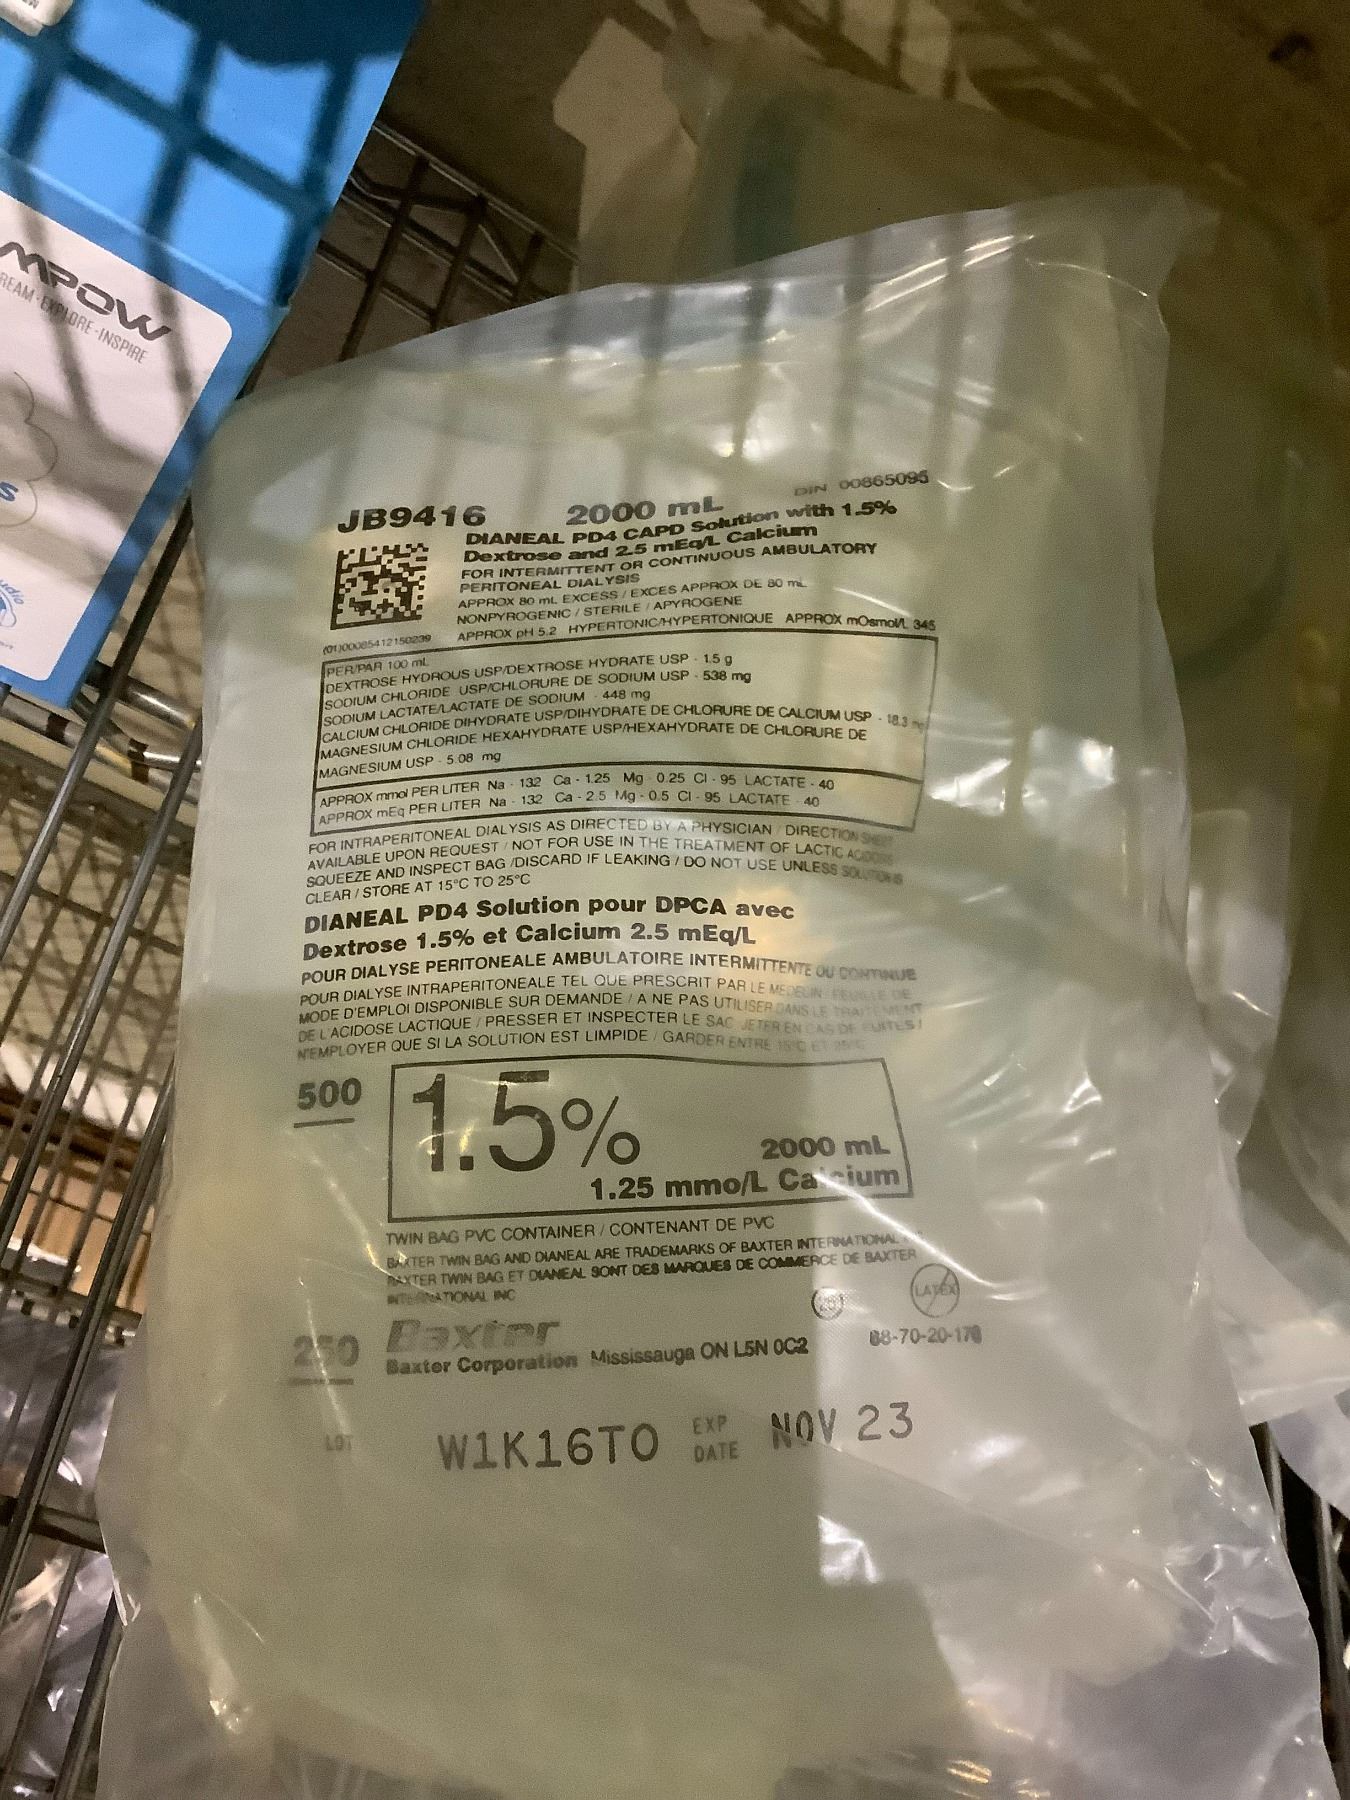 MPOW
REAM-EXPLORE-INSPIRE
JB9416 2000 mL DIN 00865095
DIANEAL PD4 CAPD Solution with 1.5%
Dextrose and 2.5 mEq/L Calcium
FOR INTERMITTENT OR CONTINUOUS AMBULATORY
PERITONEAL DIALYSIS
APPROX 80 mL EXCESS / EXCES APPROX DE 80 mL
NONPYROGENIC / STERILE / APYROGENE
APPROX pH 5.2 HYPERTONIC/HYPERTONIQUE APPROX mOsmol/L 345
(01)00085412150239
PER/PAR 100 mL
DEXTROSE HYDROUS USP/DEXTROSE HYDRATE USP - 1.5 g
SODIUM CHLORIDE USP/CHLORURE DE SODIUM USP - 538 mg
SODIUM LACTATE/LACTATE DE SODIUM - 448 mg
CALCIUM CHLORIDE DIHYDRATE USP/DIHYDRATE DE CHLORURE DE CALCIUM USP - 18.3 mg
MAGNESIUM CHLORIDE HEXAHYDRATE USP/HEXAHYDRATE DE CHLORURE DE
MAGNESIUM USP - 5.08 mg
APPROX mmol PER LITER Na - 132 Ca - 1.25 Mg - 0.25 Cl - 95 LACTATE - 40
APPROX mEq PER LITER Na - 132 Ca - 2.5 Mg - 0.5 Cl - 95 LACTATE - 40
FOR INTRAPERITONEAL DIALYSIS AS DIRECTED BY A PHYSICIAN / DIRECTION SHEET
AVAILABLE UPON REQUEST / NOT FOR USE IN THE TREATMENT OF LACTIC ACIDOSIS
SQUEEZE AND INSPECT BAG /DISCARD IF LEAKING / DO NOT USE UNLESS SOLUTION IS
CLEAR / STORE AT 15°C TO 25°C
DIANEAL PD4 Solution pour DPCA avec
Dextrose 1.5% et Calcium 2.5 mEq/L
POUR DIALYSE PERITONEALE AMBULATOIRE INTERMITTENTE OU CONTINUE
POUR DIALYSE INTRAPERITONEALE TEL QUE PRESCRIT PAR LE MEDECIN / FEUILLE DE
MODE D'EMPLOI DISPONIBLE SUR DEMANDE / A NE PAS UTILISER DANS LE TRAITEMENT
DE L'ACIDOSE LACTIQUE / PRESSER ET INSPECTER LE SAC JETER EN CAS DE FUITES /
N'EMPLOYER QUE SI LA SOLUTION EST LIMPIDE / GARDER ENTRE 15°C ET 25°C
500
1.5%
2000 mL
1.25 mmo/L Calcium
TWIN BAG PVC CONTAINER / CONTENANT DE PVC
BAXTER TWIN BAG AND DIANEAL ARE TRADEMARKS OF BAXTER INTERNATIONAL
BAXTER TWIN BAG ET DIANEAL SONT DES MARQUES DE COMMERCE DE BAXTER
INTERNATIONAL INC
LATEX
250
Baxter
Baxter Corporation Mississauga ON L5N 0C2
88-70-20-170
LOT W1K16T0 EXP DATE NOV 23